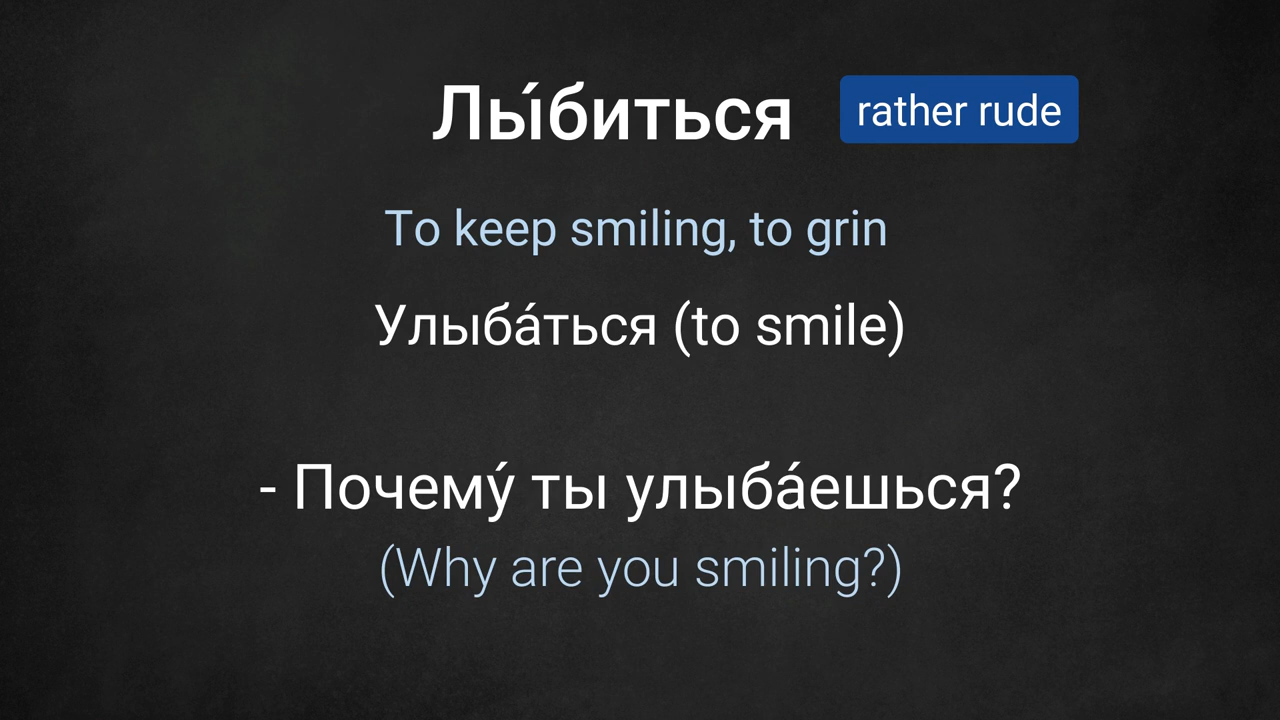 Лы́биться rather rude
To keep smiling, to grin
Улыба́ться (to smile)
- Почему́ ты улыба́ешься?
(Why are you smiling?)